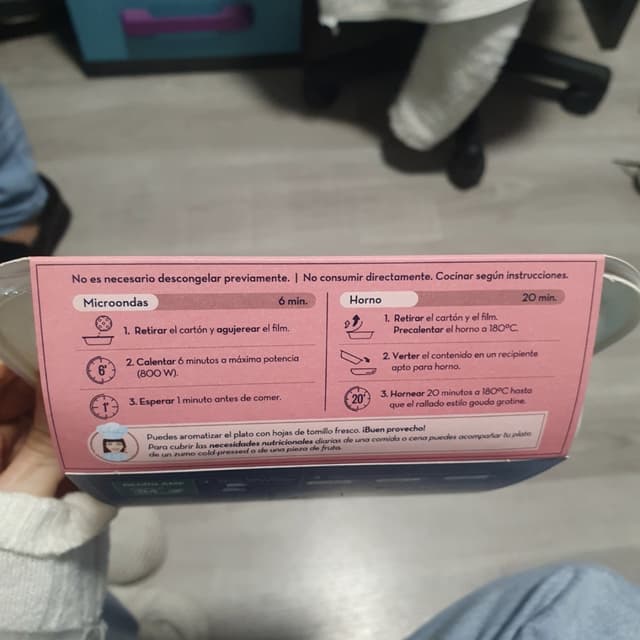 No es necesario descongelar previamente. | No consumir directamente. Cocinar según instrucciones.
Microondas 6 min.
1. Retirar el cartón y agujerear el film.
6'
2. Calentar 6 minutos a máxima potencia
(800 W).
1'
3. Esperar 1 minuto antes de comer.
Horno 20 min.
1. Retirar el cartón y el film.
Precalentar el horno a 180ºC.
2. Verter el contenido en un recipiente
apto para horno.
20'
3. Hornear 20 minutos a 180ºC hasta
que el rallado estilo gouda gratine.
Puedes aromatizar el plato con hojas de tomillo fresco. ¡Buen provecho!
Para cubrir las necesidades nutricionales diarias de una comida o cena puedes acompañar tu plato
de un zumo cold-pressed o de una pieza de fruta.